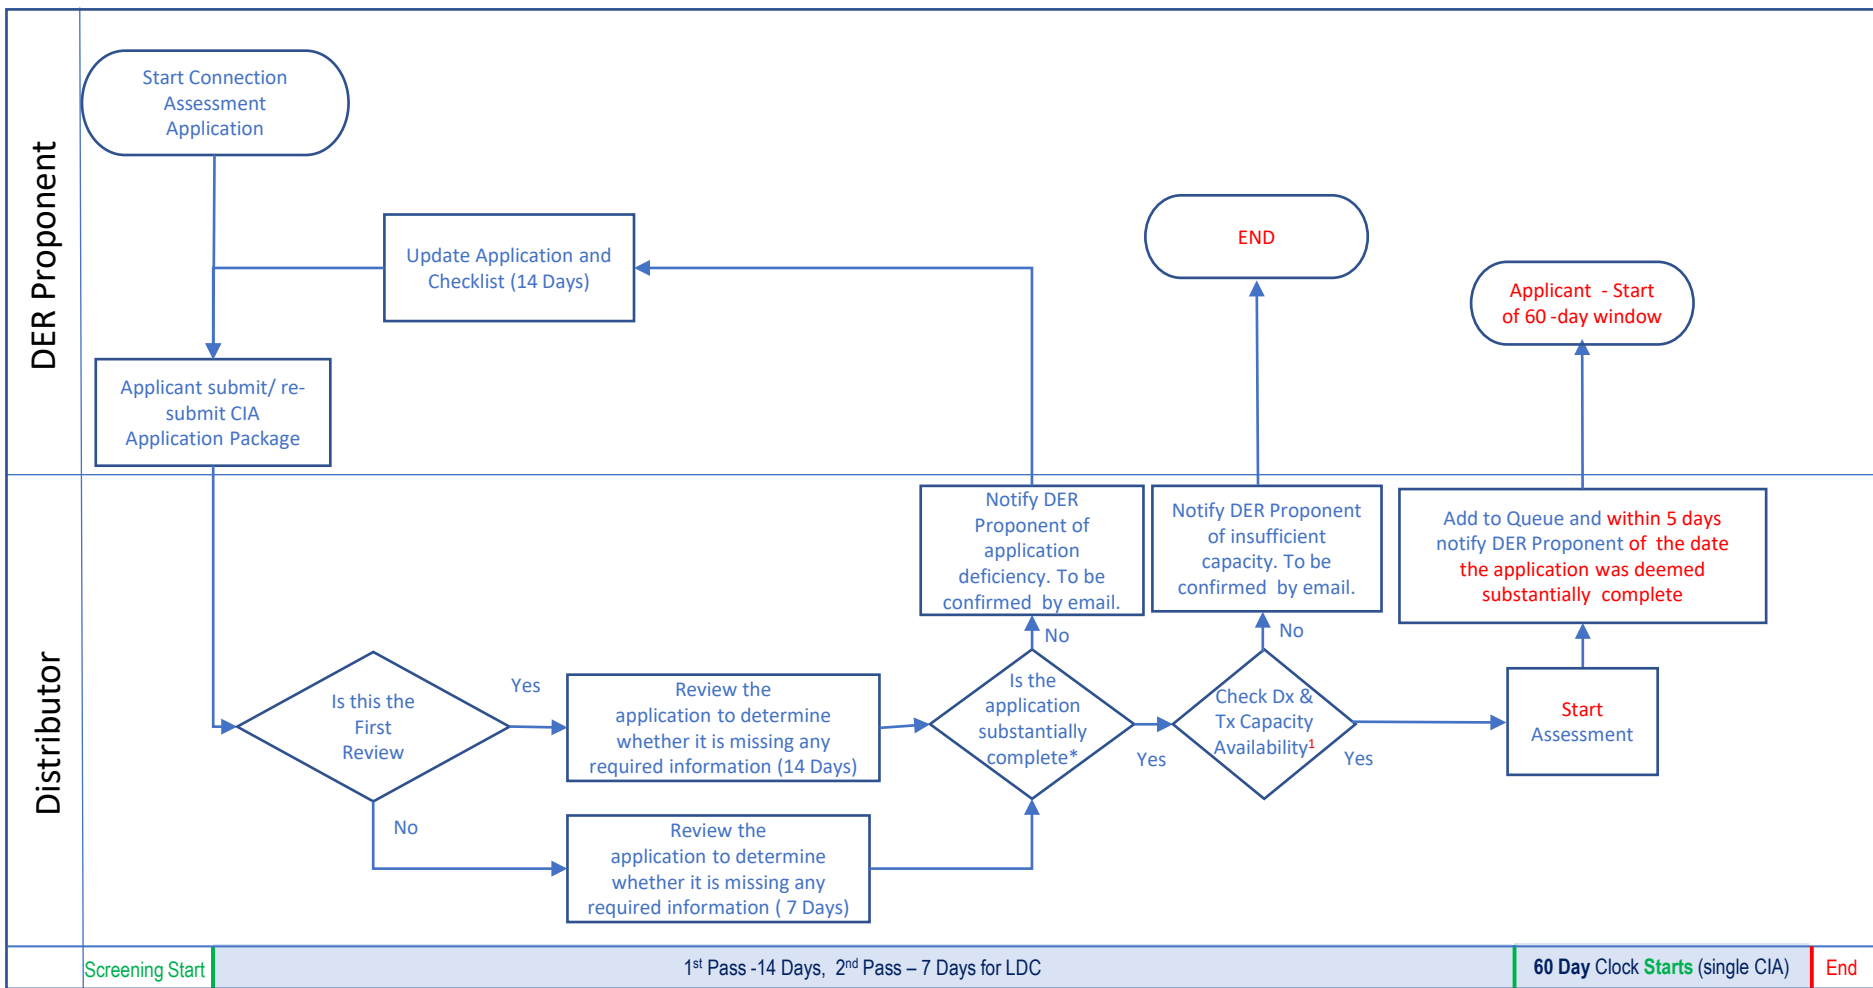 DER Proponent
Start Connection
Assessment
Application
Update Application and
Checklist (14 Days)
END
Applicant - Start
of 60 -day window
Applicant submit/ re-
submit CIA
Application Package
Distributor
Notify DER
Proponent of
application
deficiency. To be
confirmed by email.
Notify DER Proponent
of insufficient
capacity. To be
confirmed by email.
Add to Queue and within 5 days
notify DER Proponent of the date
the application was deemed
substantially complete
No
No
Is this the
First
Review
Yes
Review the
application to determine
whether it is missing any
required information (14 Days)
Is the
application
substantially
complete*
Yes
Check Dx &
Tx Capacity
Availability¹
Yes
Start
Assessment
No
Review the
application to determine
whether it is missing any
required information ( 7 Days)
Screening Start
1st Pass -14 Days, 2nd Pass – 7 Days for LDC
60 Day Clock Starts (single CIA)
End